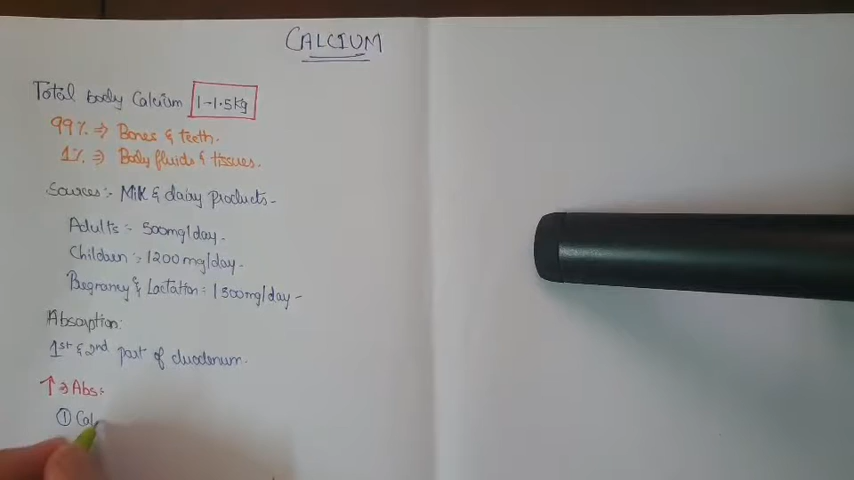 CALCIUM
Total body Calcium 1-1.5kg
99% ⇒ Bones & teeth.
1% ⇒ Body fluids & tissues.
Sources:- Milk & dairy products-
Adults :- 500mg/day-
Children :- 1200mg/day-
Pregnancy & Lactation :- 1500mg/day-
Absorption:
1st & 2nd part of duodenum.
↑ ⇒ Abs:
① Cal